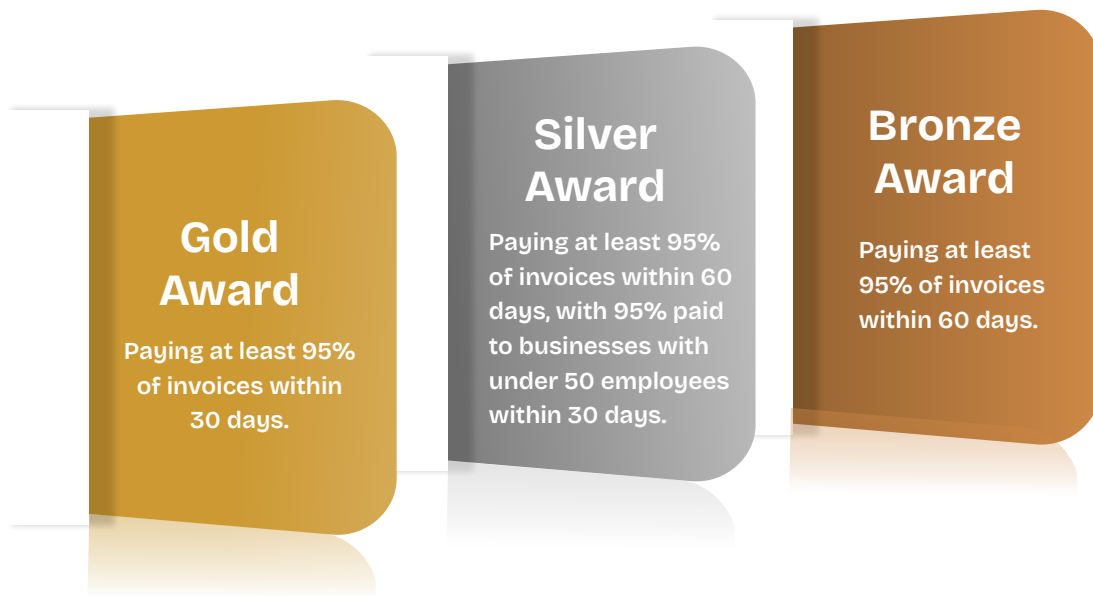 Gold
Award
Paying at least 95%
of invoices within
30 days.
Silver
Award
Paying at least 95%
of invoices within 60
days, with 95% paid
to businesses with
under 50 employees
within 30 days.
Bronze
Award
Paying at least
95% of invoices
within 60 days.